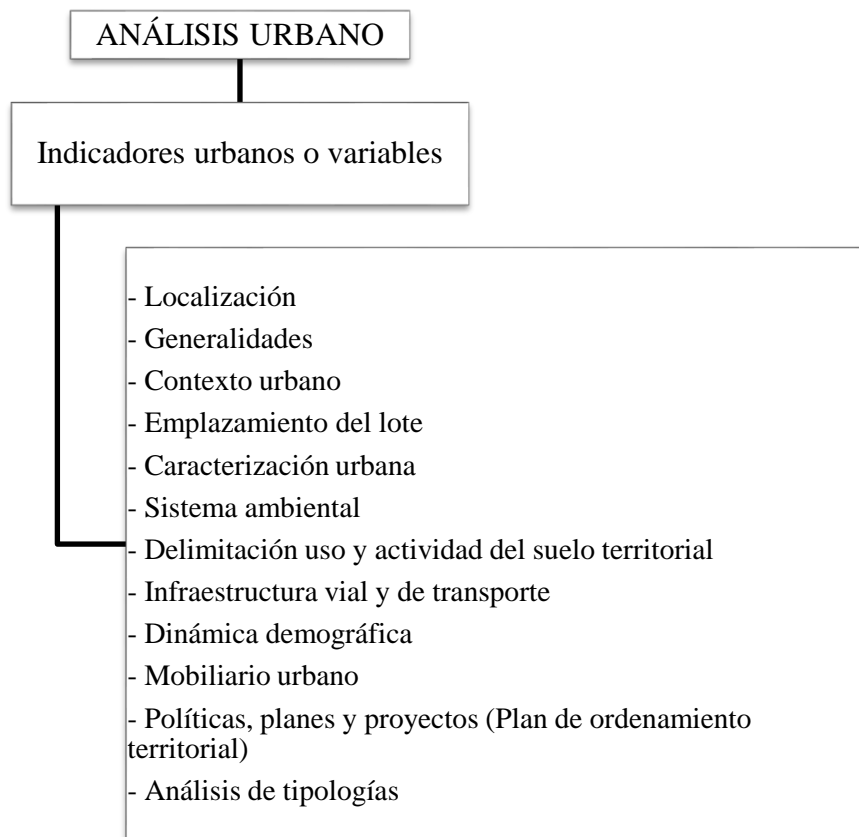 ANÁLISIS URBANO
Indicadores urbanos o variables
- Localización
- Generalidades
- Contexto urbano
- Emplazamiento del lote
- Caracterización urbana
- Sistema ambiental
- Delimitación uso y actividad del suelo territorial
- Infraestructura vial y de transporte
- Dinámica demográfica
- Mobiliario urbano
- Políticas, planes y proyectos (Plan de ordenamiento
territorial)
- Análisis de tipologías